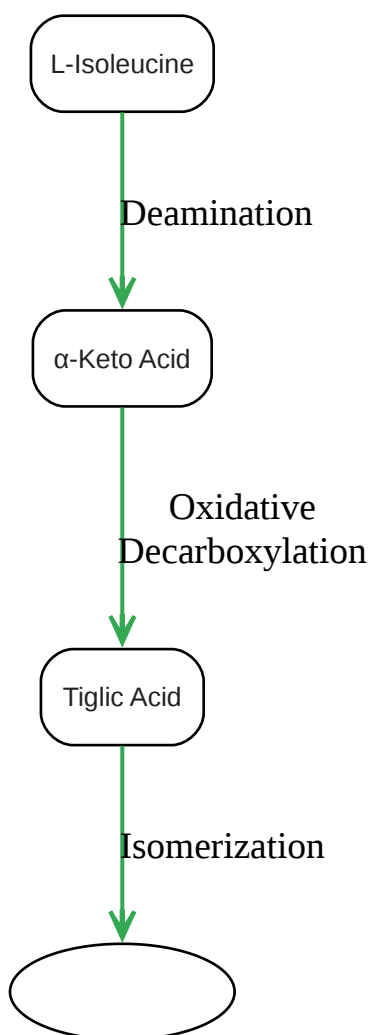 L-Isoleucine
Deamination
α-Keto Acid
Oxidative
Decarboxylation
Tiglic Acid
Isomerization